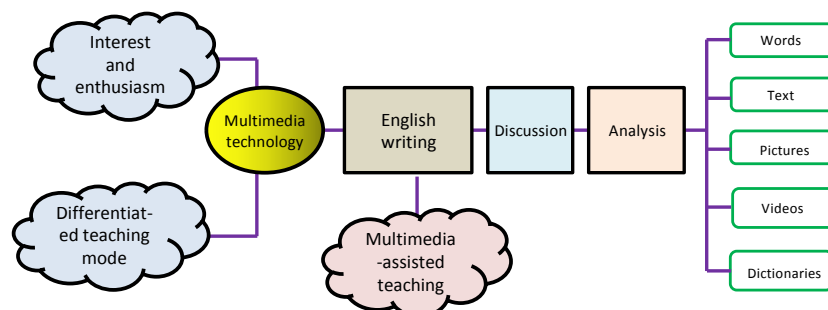 Interest
and
enthusiasm
Differentiat-
ed teaching
mode
Multimedia
technology
English
writing
Multimedia
-assisted
teaching
Discussion
Analysis
Words
Text
Pictures
Videos
Dictionaries